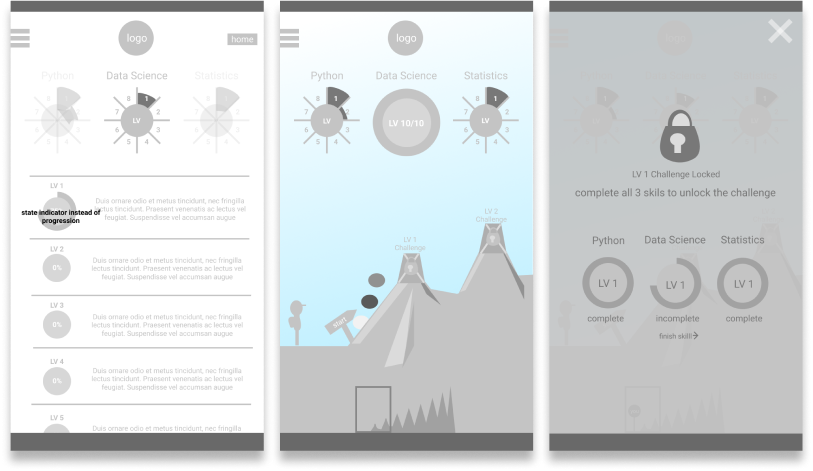 logo
home
Python
Data Science
Statistics
8
1
7
2
6
3
5
4
LV
8
1
7
2
6
3
5
4
LV 1
state indicator instead of
progression
Duis ornare odio et metus tincidunt, nec fringilla
lectus tincidunt. Praesent venenatis ac lectus vel
feugiat. Suspendisse vel accumsan augue
LV 2
0%
Duis ornare odio et metus tincidunt, nec fringilla
lectus tincidunt. Praesent venenatis ac lectus vel
feugiat. Suspendisse vel accumsan augue
LV 3
0%
Duis ornare odio et metus tincidunt, nec fringilla
lectus tincidunt. Praesent venenatis ac lectus vel
feugiat. Suspendisse vel accumsan augue
LV 4
0%
Duis ornare odio et metus tincidunt, nec fringilla
lectus tincidunt. Praesent venenatis ac lectus vel
feugiat. Suspendisse vel accumsan augue
LV 5
Duis ornare odio et metus tincidunt, nec fringilla
logo
Python
Data Science
Statistics
8
1
7
2
6
3
5
4
LV
LV 10/10
8
1
7
2
6
3
5
4
LV
LV 1
Challenge
LV 2
Challenge
start
LV 1 Challenge Locked
complete all 3 skils to unlock the challenge
Python
Data Science
Statistics
LV 1
LV 1
LV 1
complete
incomplete
complete
finish skill!